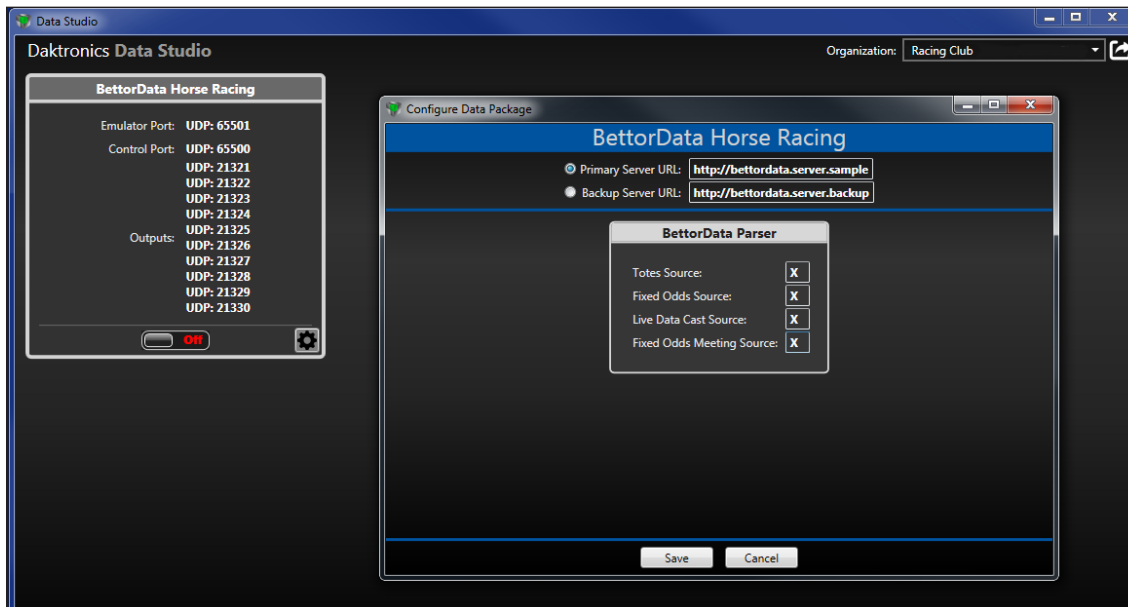 Data Studio
Daktronics Data Studio
Organization: Racing Club
BettorData Horse Racing
Emulator Port: UDP: 65501
Control Port: UDP: 65500
UDP: 21321
UDP: 21322
UDP: 21323
UDP: 21324
Outputs: UDP: 21325
UDP: 21326
UDP: 21327
UDP: 21328
UDP: 21329
UDP: 21330
Off
Configure Data Package
BettorData Horse Racing
Primary Server URL: http://bettordata.server.sample
Backup Server URL: http://bettordata.server.backup
BettorData Parser
Totes Source: X
Fixed Odds Source: X
Live Data Cast Source: X
Fixed Odds Meeting Source: X
Save Cancel